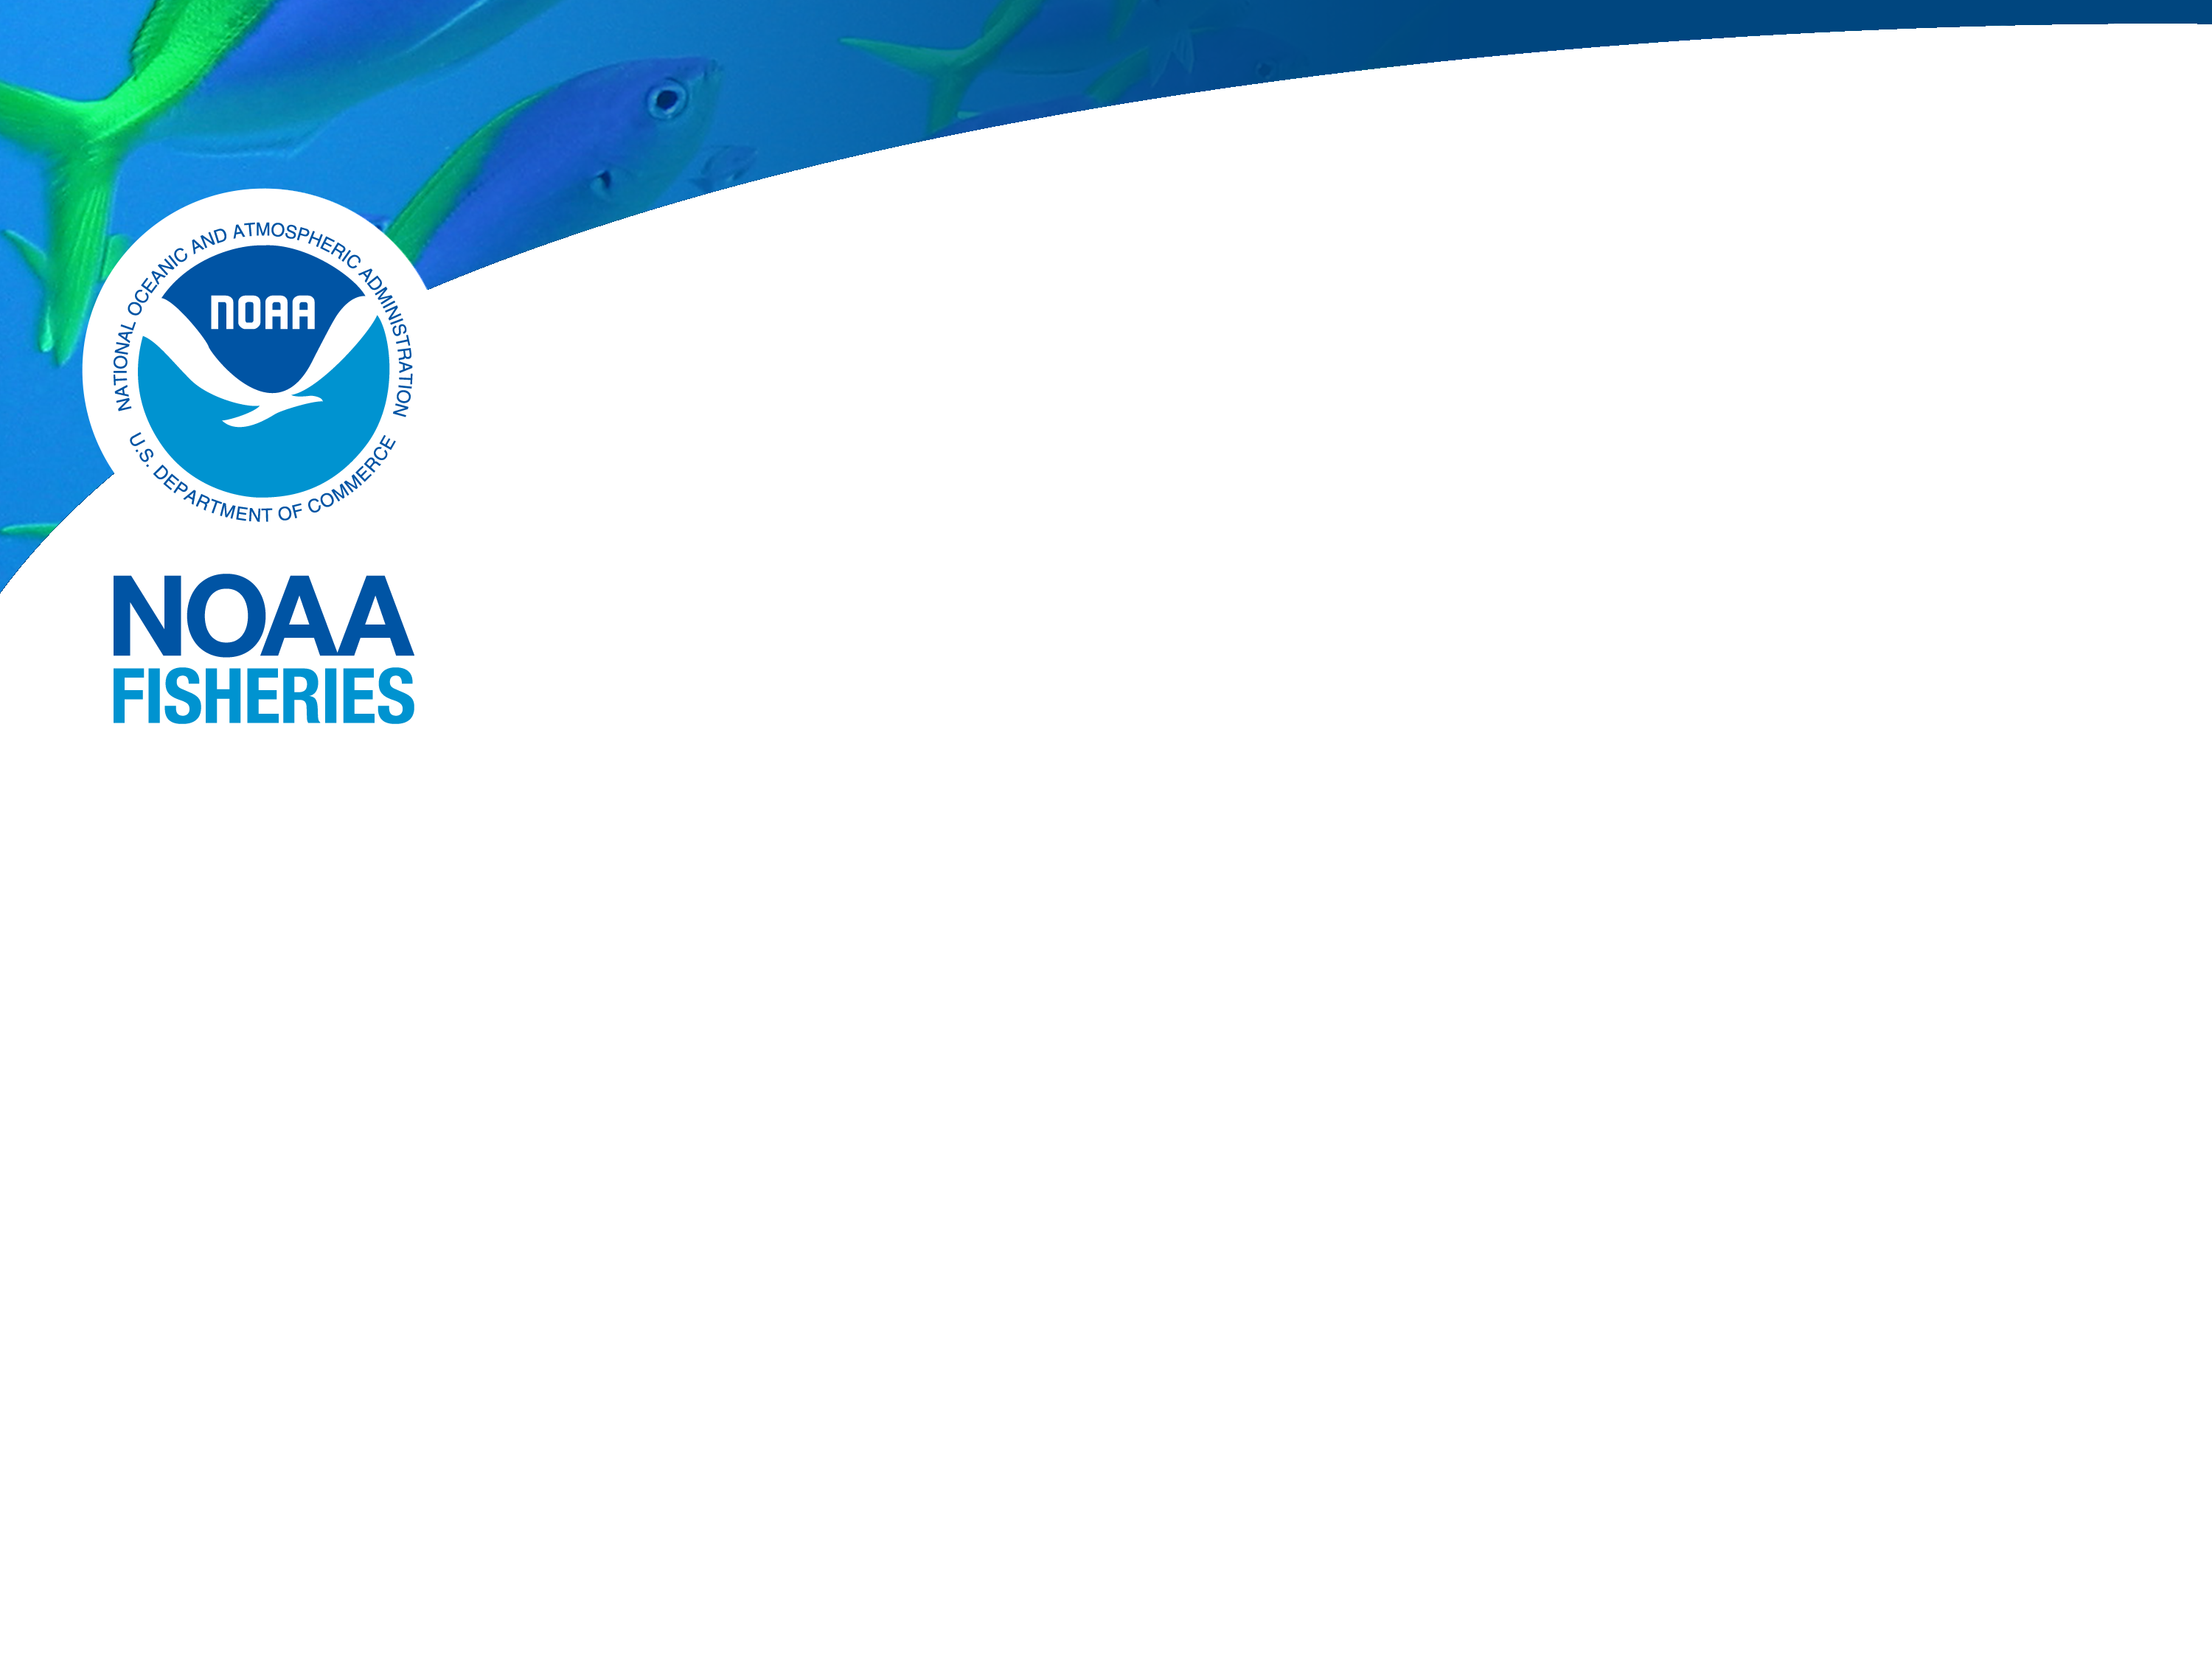 NATIONAL OCEANIC AND ATMOSPHERIC ADMINISTRATION
NOAA
U.S. DEPARTMENT OF COMMERCE
NOAA
FISHERIES